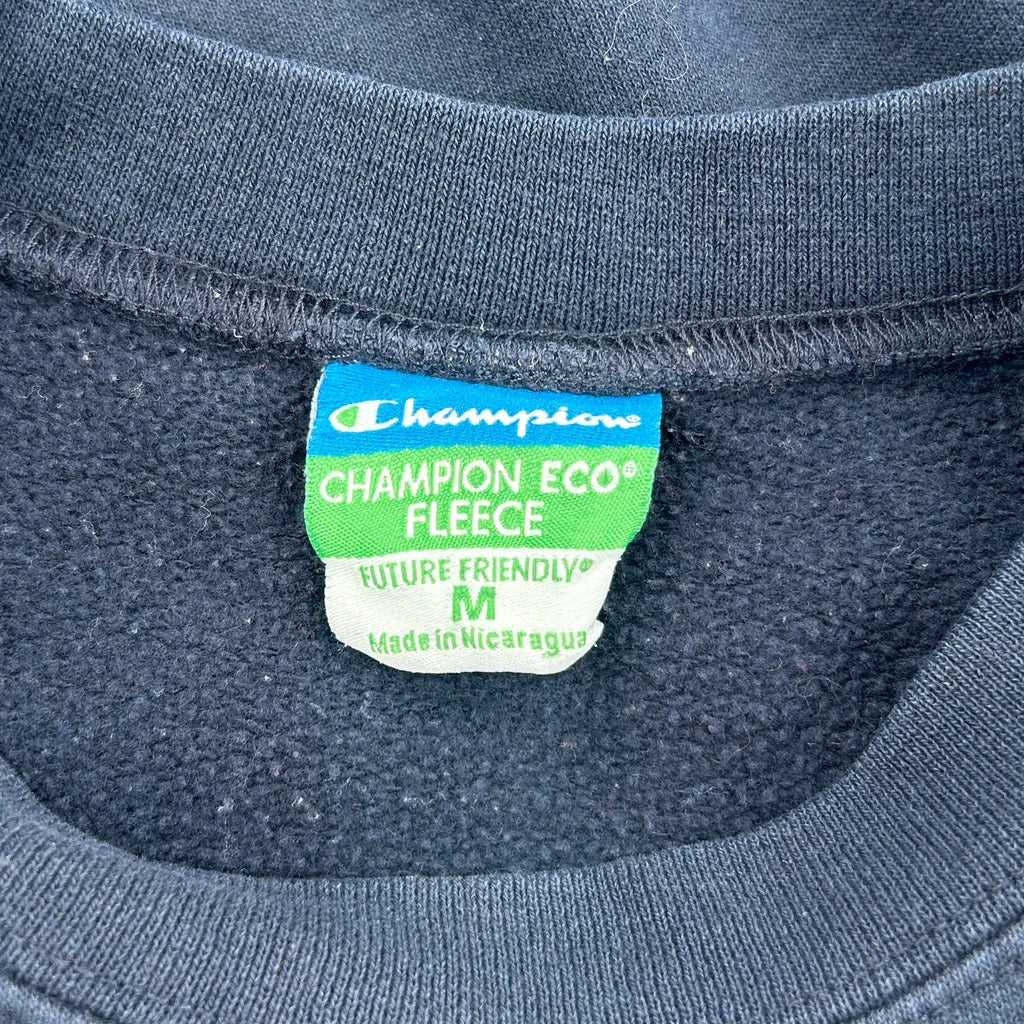 Champion®
CHAMPION ECO®
FLEECE
FUTURE FRIENDLY®
M
Made in Nicaragua